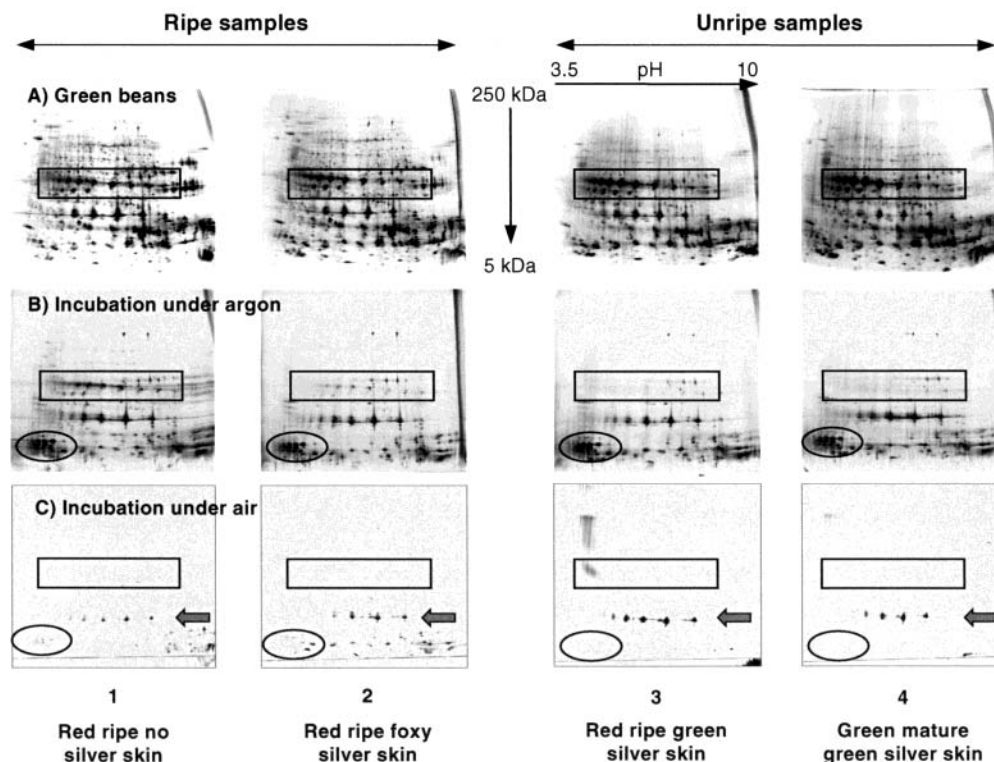 Ripe samples
Unripe samples
3.5 pH 10
A) Green beans
250 kDa
5 kDa
B) Incubation under argon
C) Incubation under air
1
2
3
4
Red ripe no
silver skin
Red ripe foxy
silver skin
Red ripe green
silver skin
Green mature
green silver skin